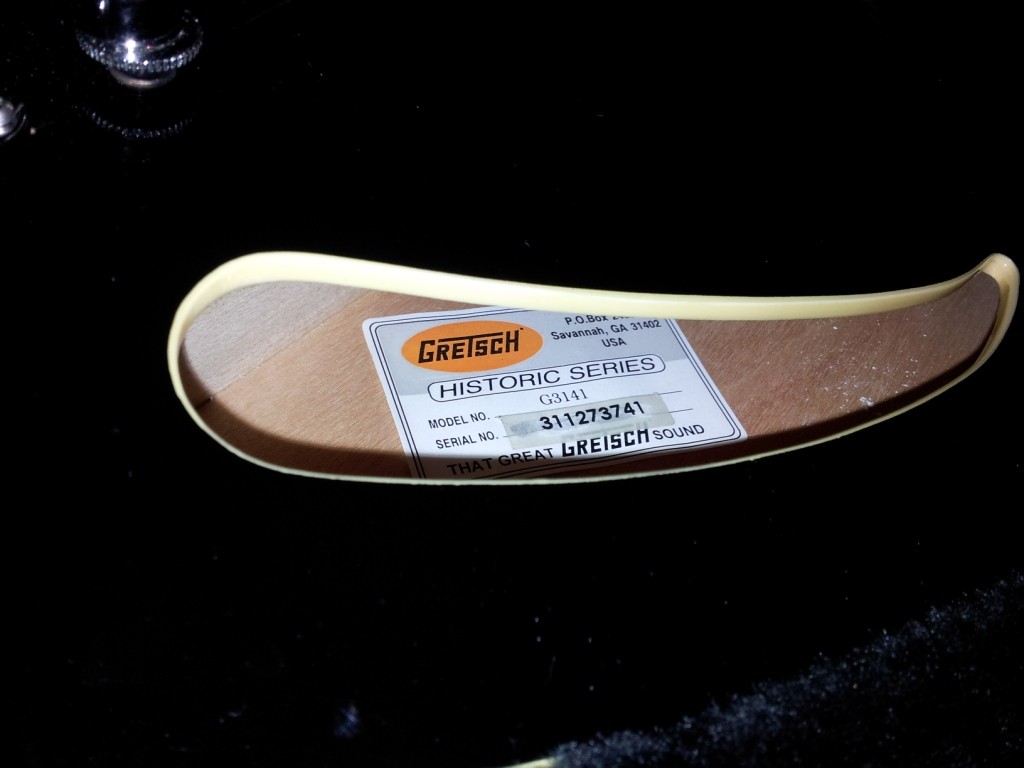 GRETSCH
P.O.Box
Savannah, GA 31402
USA
HISTORIC SERIES
G3141
MODEL NO.
311273741
SERIAL NO.
THAT GREAT GRETSCH SOUND